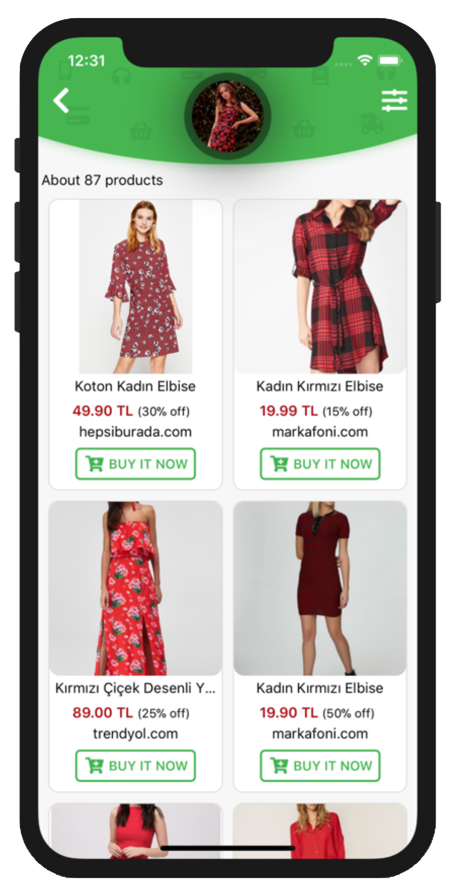 12:31
About 87 products
Koton Kadın Elbise
49.90 TL (30% off)
hepsiburada.com
BUY IT NOW
Kadın Kırmızı Elbise
19.99 TL (15% off)
markafoni.com
BUY IT NOW
Kırmızı Çiçek Desenli Y...
89.00 TL (25% off)
trendyol.com
BUY IT NOW
Kadın Kırmızı Elbise
19.90 TL (50% off)
markafoni.com
BUY IT NOW